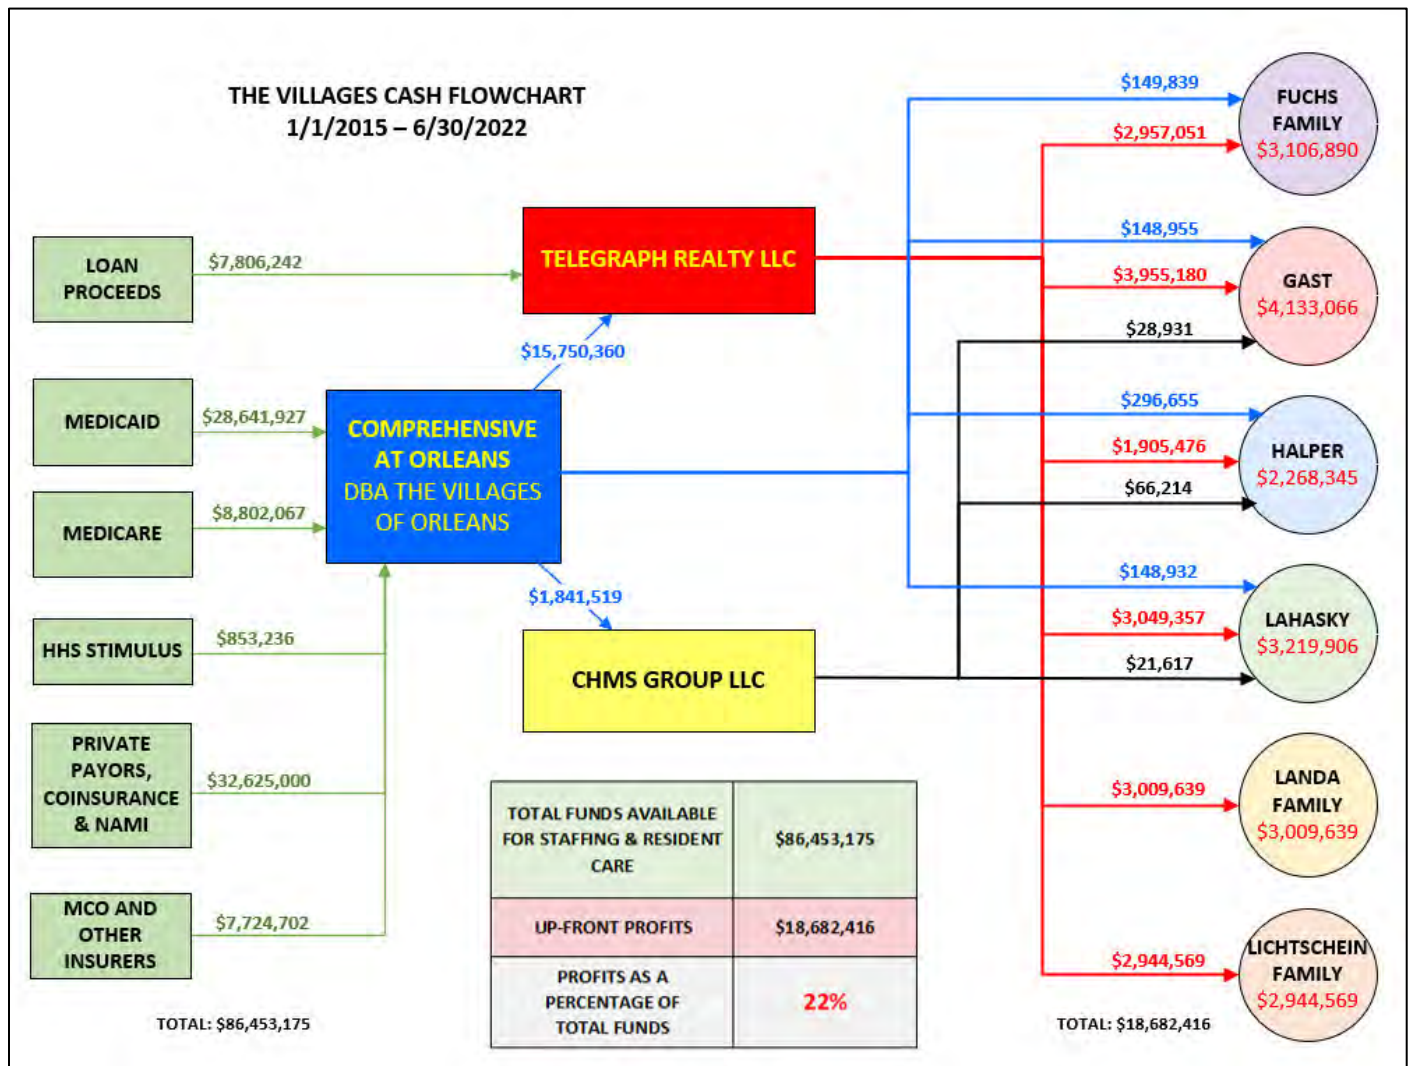 THE VILLAGES CASH FLOWCHART
1/1/2015 – 6/30/2022
LOAN
PROCEEDS
$7,806,242
MEDICAID
$28,641,927
MEDICARE
$8,802,067
HHS STIMULUS
$853,236
PRIVATE
PAYORS,
COINSURANCE
& NAMI
$32,625,000
MCO AND
OTHER
INSURERS
$7,724,702
TOTAL: $86,453,175
TELEGRAPH REALTY LLC
$15,750,360
COMPREHENSIVE
AT ORLEANS
DBA THE VILLAGES
OF ORLEANS
$1,841,519
CHMS GROUP LLC
TOTAL FUNDS AVAILABLE
FOR STAFFING & RESIDENT
CARE
$86,453,175
UP-FRONT PROFITS
$18,682,416
PROFITS AS A
PERCENTAGE OF
TOTAL FUNDS
22%
$149,839
$2,957,051
FUCHS
FAMILY
$3,106,890
$148,955
$3,955,180
$28,931
GAST
$4,133,066
$296,655
$1,905,476
$66,214
HALPER
$2,268,345
$148,932
$3,049,357
$21,617
LAHASKY
$3,219,906
$3,009,639
LANDA
FAMILY
$3,009,639
$2,944,569
LICHTSCHEIN
FAMILY
$2,944,569
TOTAL: $18,682,416